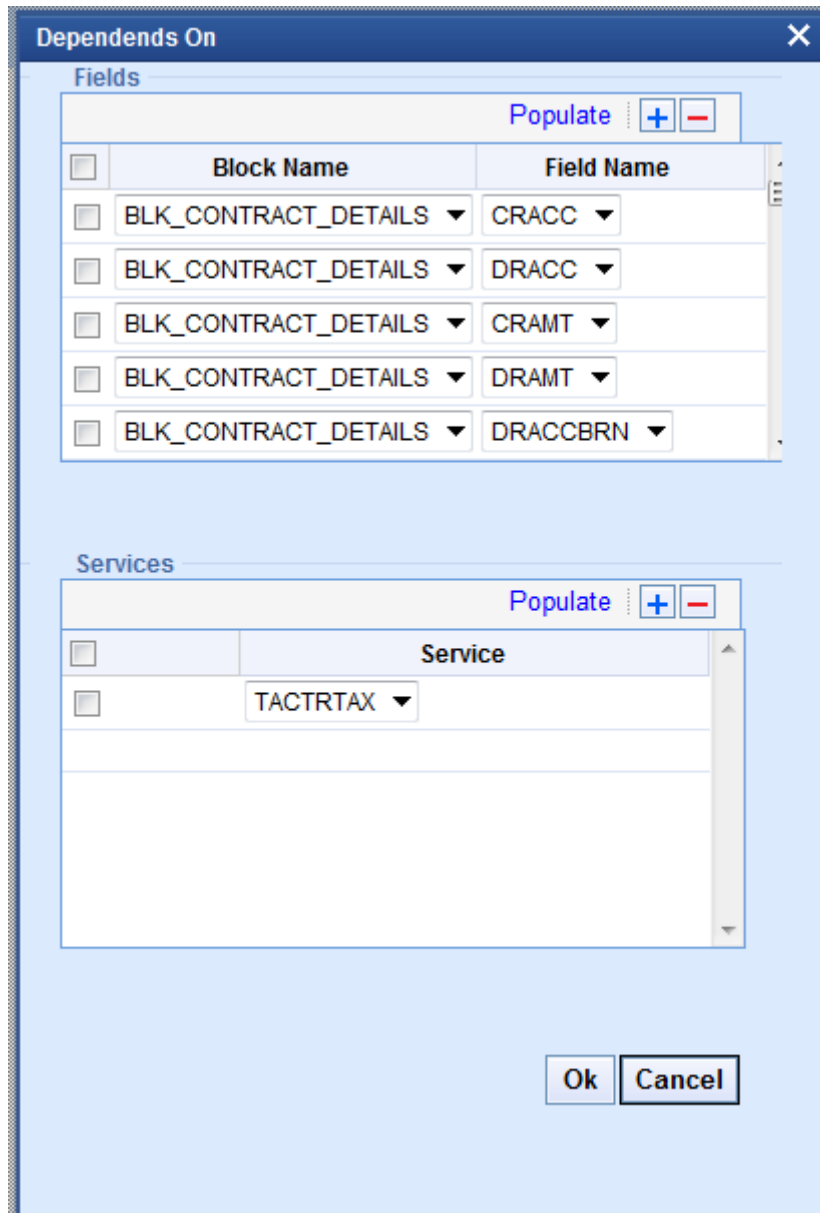 Dependends On
Fields
Populate
Block Name Field Name
BLK_CONTRACT_DETAILS CRACC
BLK_CONTRACT_DETAILS DRACC
BLK_CONTRACT_DETAILS CRAMT
BLK_CONTRACT_DETAILS DRAMT
BLK_CONTRACT_DETAILS DRACCBRN
Services
Populate
Service
TACTRTAX
Ok Cancel